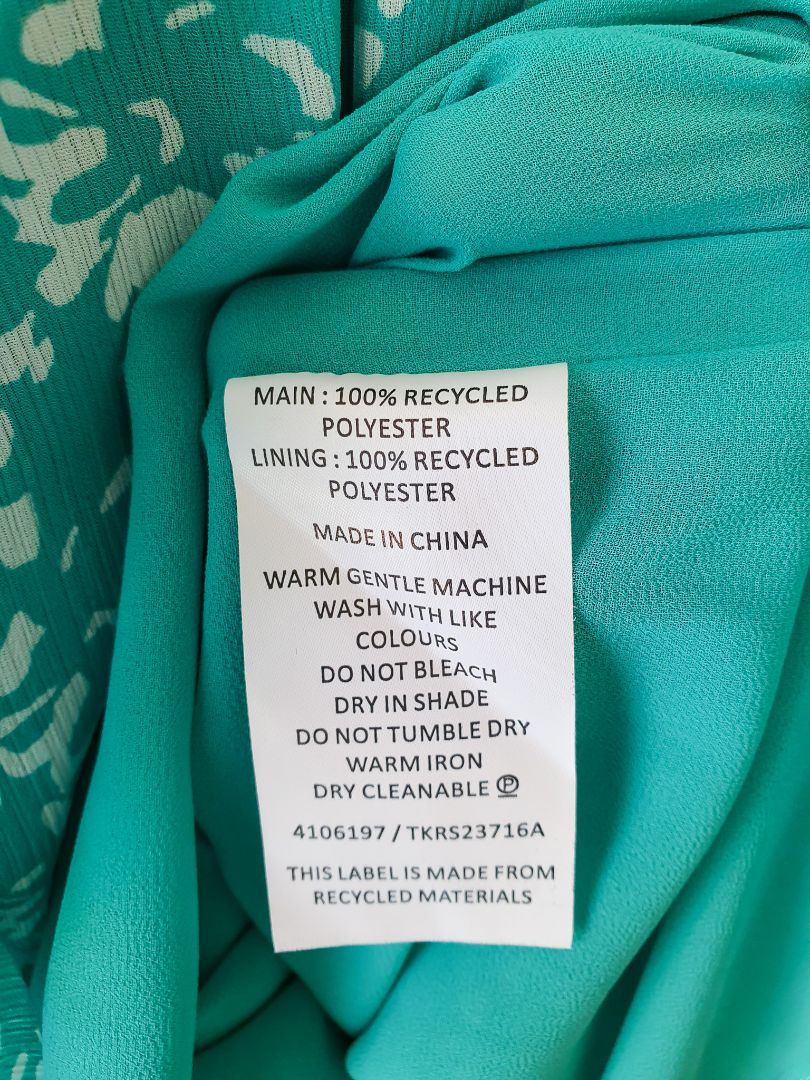 MAIN : 100% RECYCLED
POLYESTER
LINING : 100% RECYCLED
POLYESTER
MADE IN CHINA
WARM GENTLE MACHINE
WASH WITH LIKE
COLOURS
DO NOT BLEACH
DRY IN SHADE
DO NOT TUMBLE DRY
WARM IRON
DRY CLEANABLE Ⓟ
4106197 / TKRS23716A
THIS LABEL IS MADE FROM
RECYCLED MATERIALS